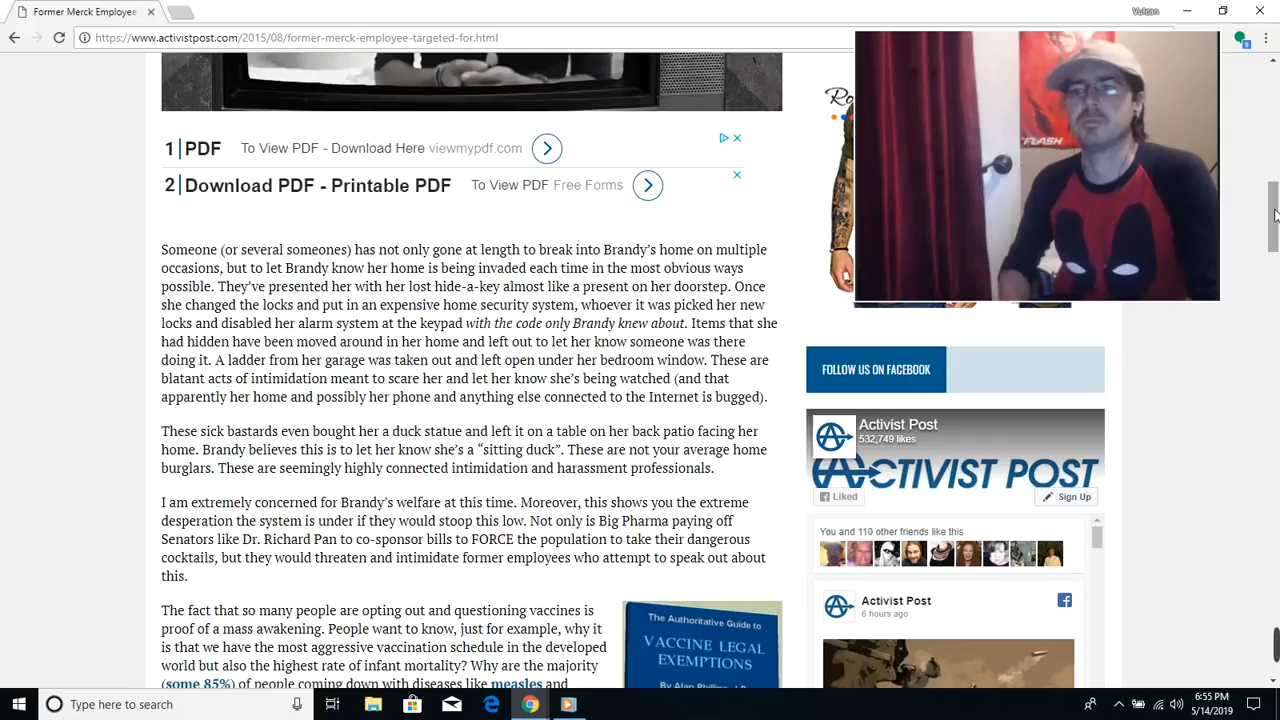 Former Merck Employee
Vulcan
https://www.activistpost.com/2015/08/former-merck-employee-targeted-for.html
1 PDF To View PDF - Download Here viewmypdf.com
2 Download PDF - Printable PDF To View PDF Free Forms
Someone (or several someones) has not only gone at length to break into Brandy's home on multiple
occasions, but to let Brandy know her home is being invaded each time in the most obvious ways
possible. They've presented her with her lost hide-a-key almost like a present on her doorstep. Once
she changed the locks and put in an expensive home security system, whoever it was picked her new
locks and disabled her alarm system at the keypad with the code only Brandy knew about. Items that she
had hidden have been moved around in her home and left out to let her know someone was there
doing it. A ladder from her garage was taken out and left open under her bedroom window. These are
blatant acts of intimidation meant to scare her and let her know she's being watched (and that
apparently her home and possibly her phone and anything else connected to the Internet is bugged).
These sick bastards even bought her a duck statue and left it on a table on her back patio facing her
home. Brandy believes this is to let her know she's a “sitting duck”. These are not your average home
burglars. These are seemingly highly connected intimidation and harassment professionals.
I am extremely concerned for Brandy's welfare at this time. Moreover, this shows you the extreme
desperation the system is under if they would stoop this low. Not only is Big Pharma paying off
Senators like Dr. Richard Pan to co-sponsor bills to FORCE the population to take their dangerous
cocktails, but they would threaten and intimidate former employees who attempt to speak out about
this.
The fact that so many people are opting out and questioning vaccines is
proof of a mass awakening. People want to know, just for example, why it
is that we have the most aggressive vaccination schedule in the developed
world but also the highest rate of infant mortality? Why are the majority
(some 85%) of people coming down with diseases like measles and
The Authoritative Guide to
VACCINE LEGAL
EXEMPTIONS
By Alan Phillips, J
Ro
FLASH
FOLLOW US ON FACEBOOK
Activist Post
532,749 likes
ACTIVIST POST
Liked
Sign Up
You and 110 other friends like this
Activist Post
6 hours ago
Type here to search
6:55 PM
5/14/2019